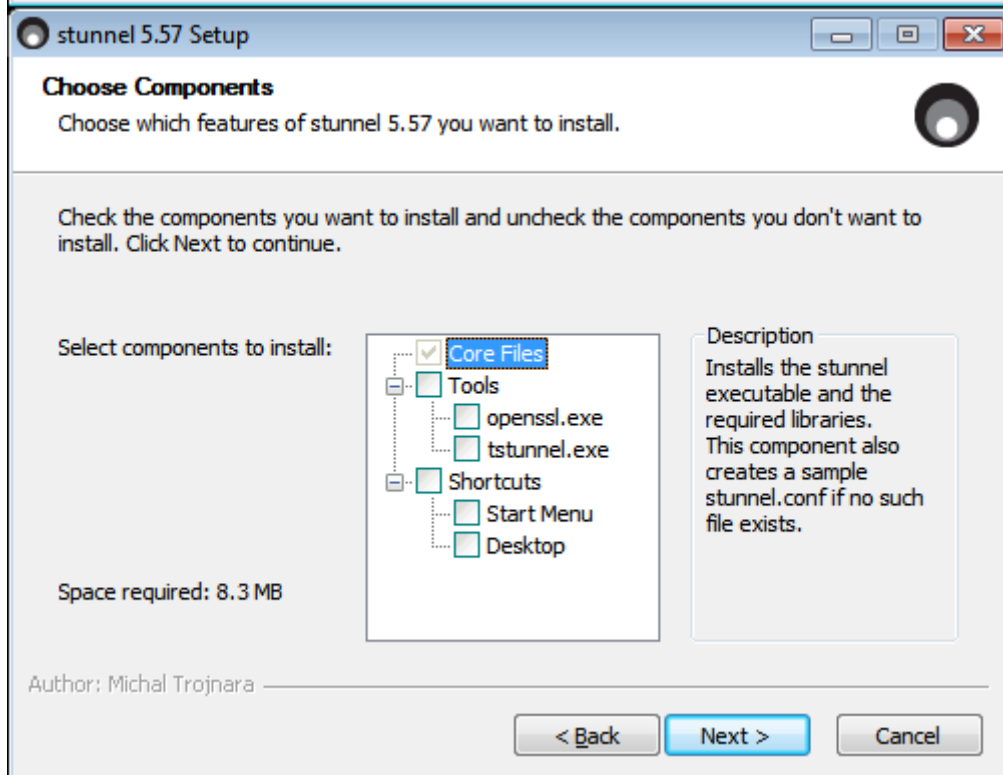 stunnel 5.57 Setup
Choose Components
Choose which features of stunnel 5.57 you want to install.
Check the components you want to install and uncheck the components you don't want to
install. Click Next to continue.
Select components to install:
Core Files
Tools
openssl.exe
tstunnel.exe
Shortcuts
Start Menu
Desktop
Description
Installs the stunnel
executable and the
required libraries.
This component also
creates a sample
stunnel.conf if no such
file exists.
Space required: 8.3 MB
Author: Michal Trojnara
< Back
Next >
Cancel